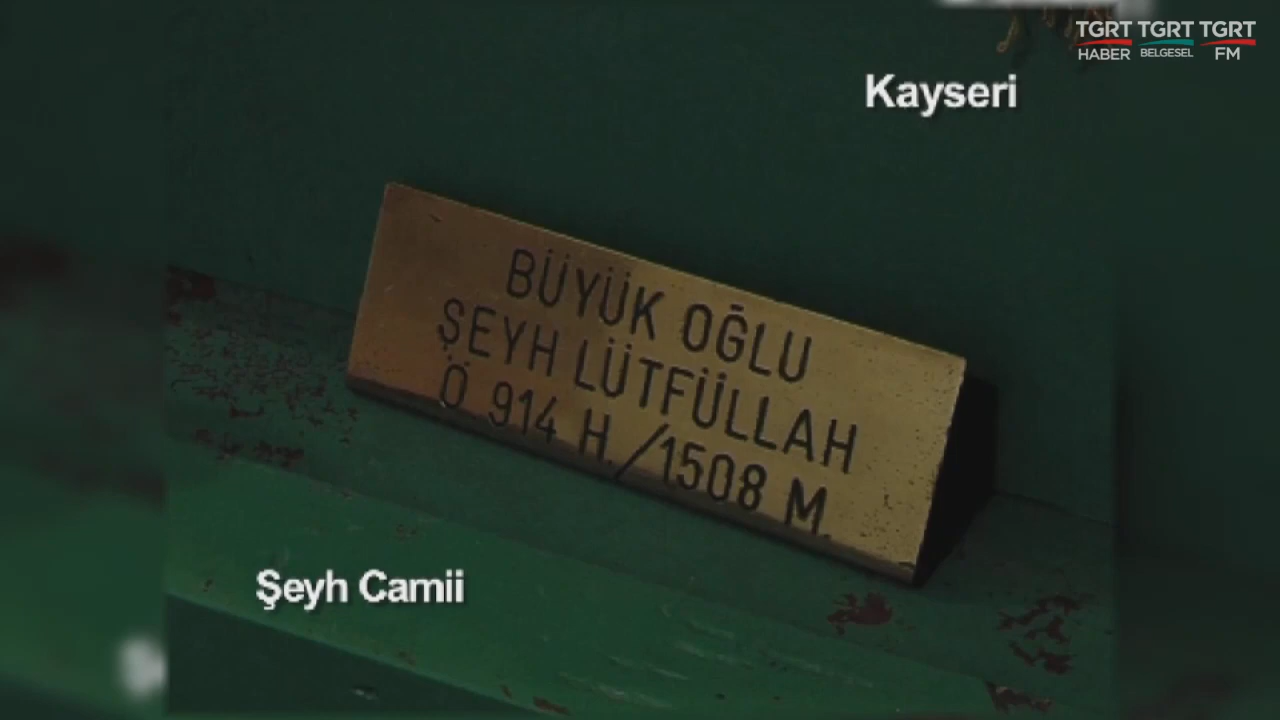 TGRT TGRT TGRT
HABER BELGESEL FM
Kayseri
BÜYÜK OĞLU
ŞEYH LÜTFÜLLAH
Ö 914 H./1508 M.
Şeyh Camii